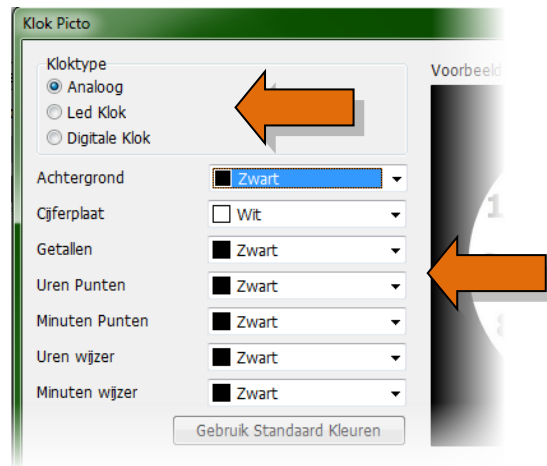 Klok Picto
Kloktype
Analoog
Led Klok
Digitale Klok
Voorbeeld
Achtergrond Zwart
Cijferplaat Wit
Getallen Zwart
Uren Punten Zwart
Minuten Punten Zwart
Uren wijzer Zwart
Minuten wijzer Zwart
Gebruik Standaard Kleuren